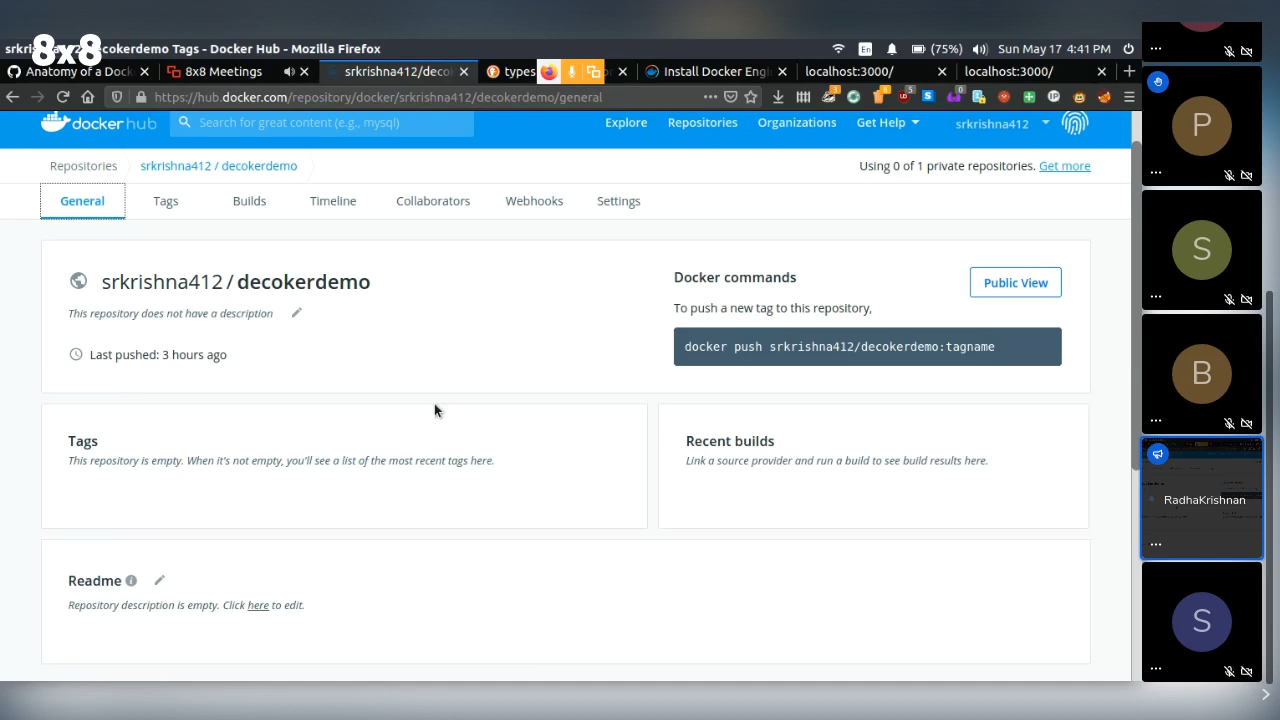 8x8
srkri
cokerdemo Tags - Docker Hub - Mozilla Firefox
En
(75%)
Sun May 17 4:41 PM
Anatomy of a Dock
8x8 Meetings
srkrishna412/deco
types
Install Docker Engi
localhost:3000/
localhost:3000/
https://hub.docker.com/repository/docker/srkrishna412/decokerdemo/general
docker hub
Search for great content (e.g., mysql)
Explore
Repositories
Organizations
Get Help
srkrishna412
Repositories
srkrishna412 / decokerdemo
Using 0 of 1 private repositories. Get more
General
Tags
Builds
Timeline
Collaborators
Webhooks
Settings
srkrishna412 / decokerdemo
This repository does not have a description
Last pushed: 3 hours ago
Docker commands
Public View
To push a new tag to this repository,
docker push srkrishna412/decokerdemo:tagname
Tags
This repository is empty. When it's not empty, you'll see a list of the most recent tags here.
Recent builds
Link a source provider and run a build to see build results here.
Readme
Repository description is empty. Click here to edit.
P
S
B
RadhaKrishnan
S